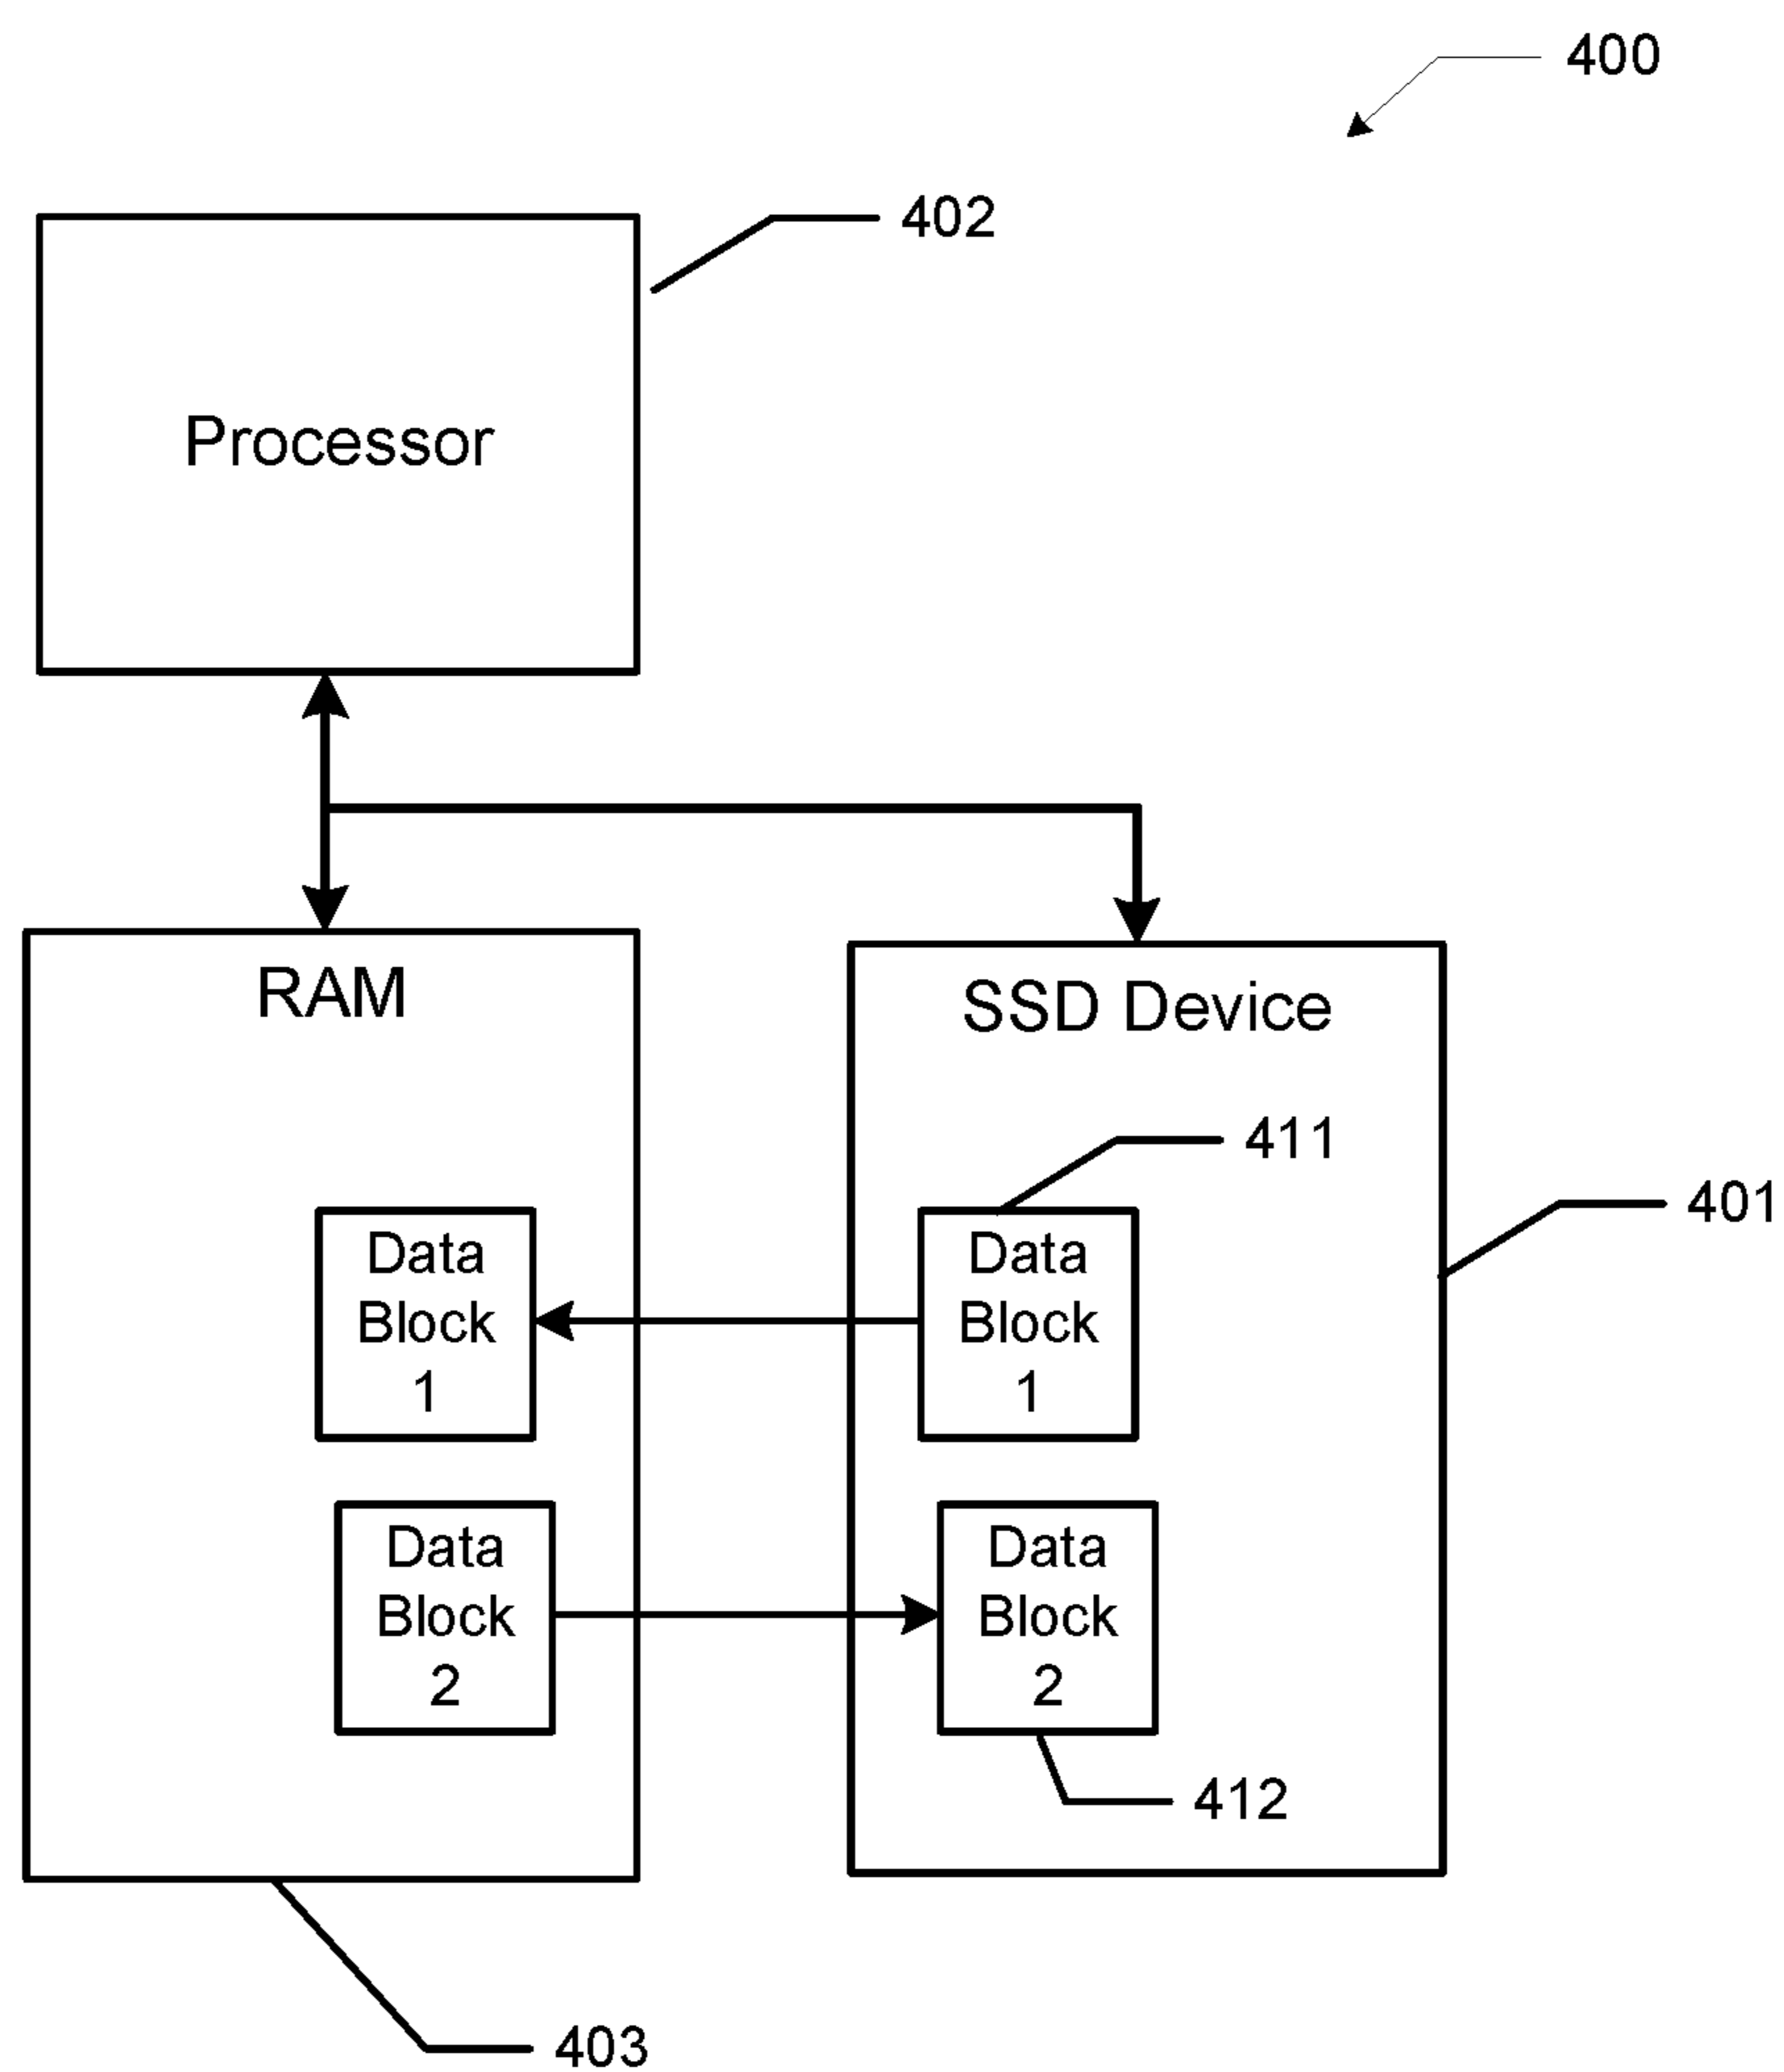 400
402
Processor
RAM
SSD Device
411
401
Data
Block
1
Data
Block
1
Data
Block
2
Data
Block
2
412
403